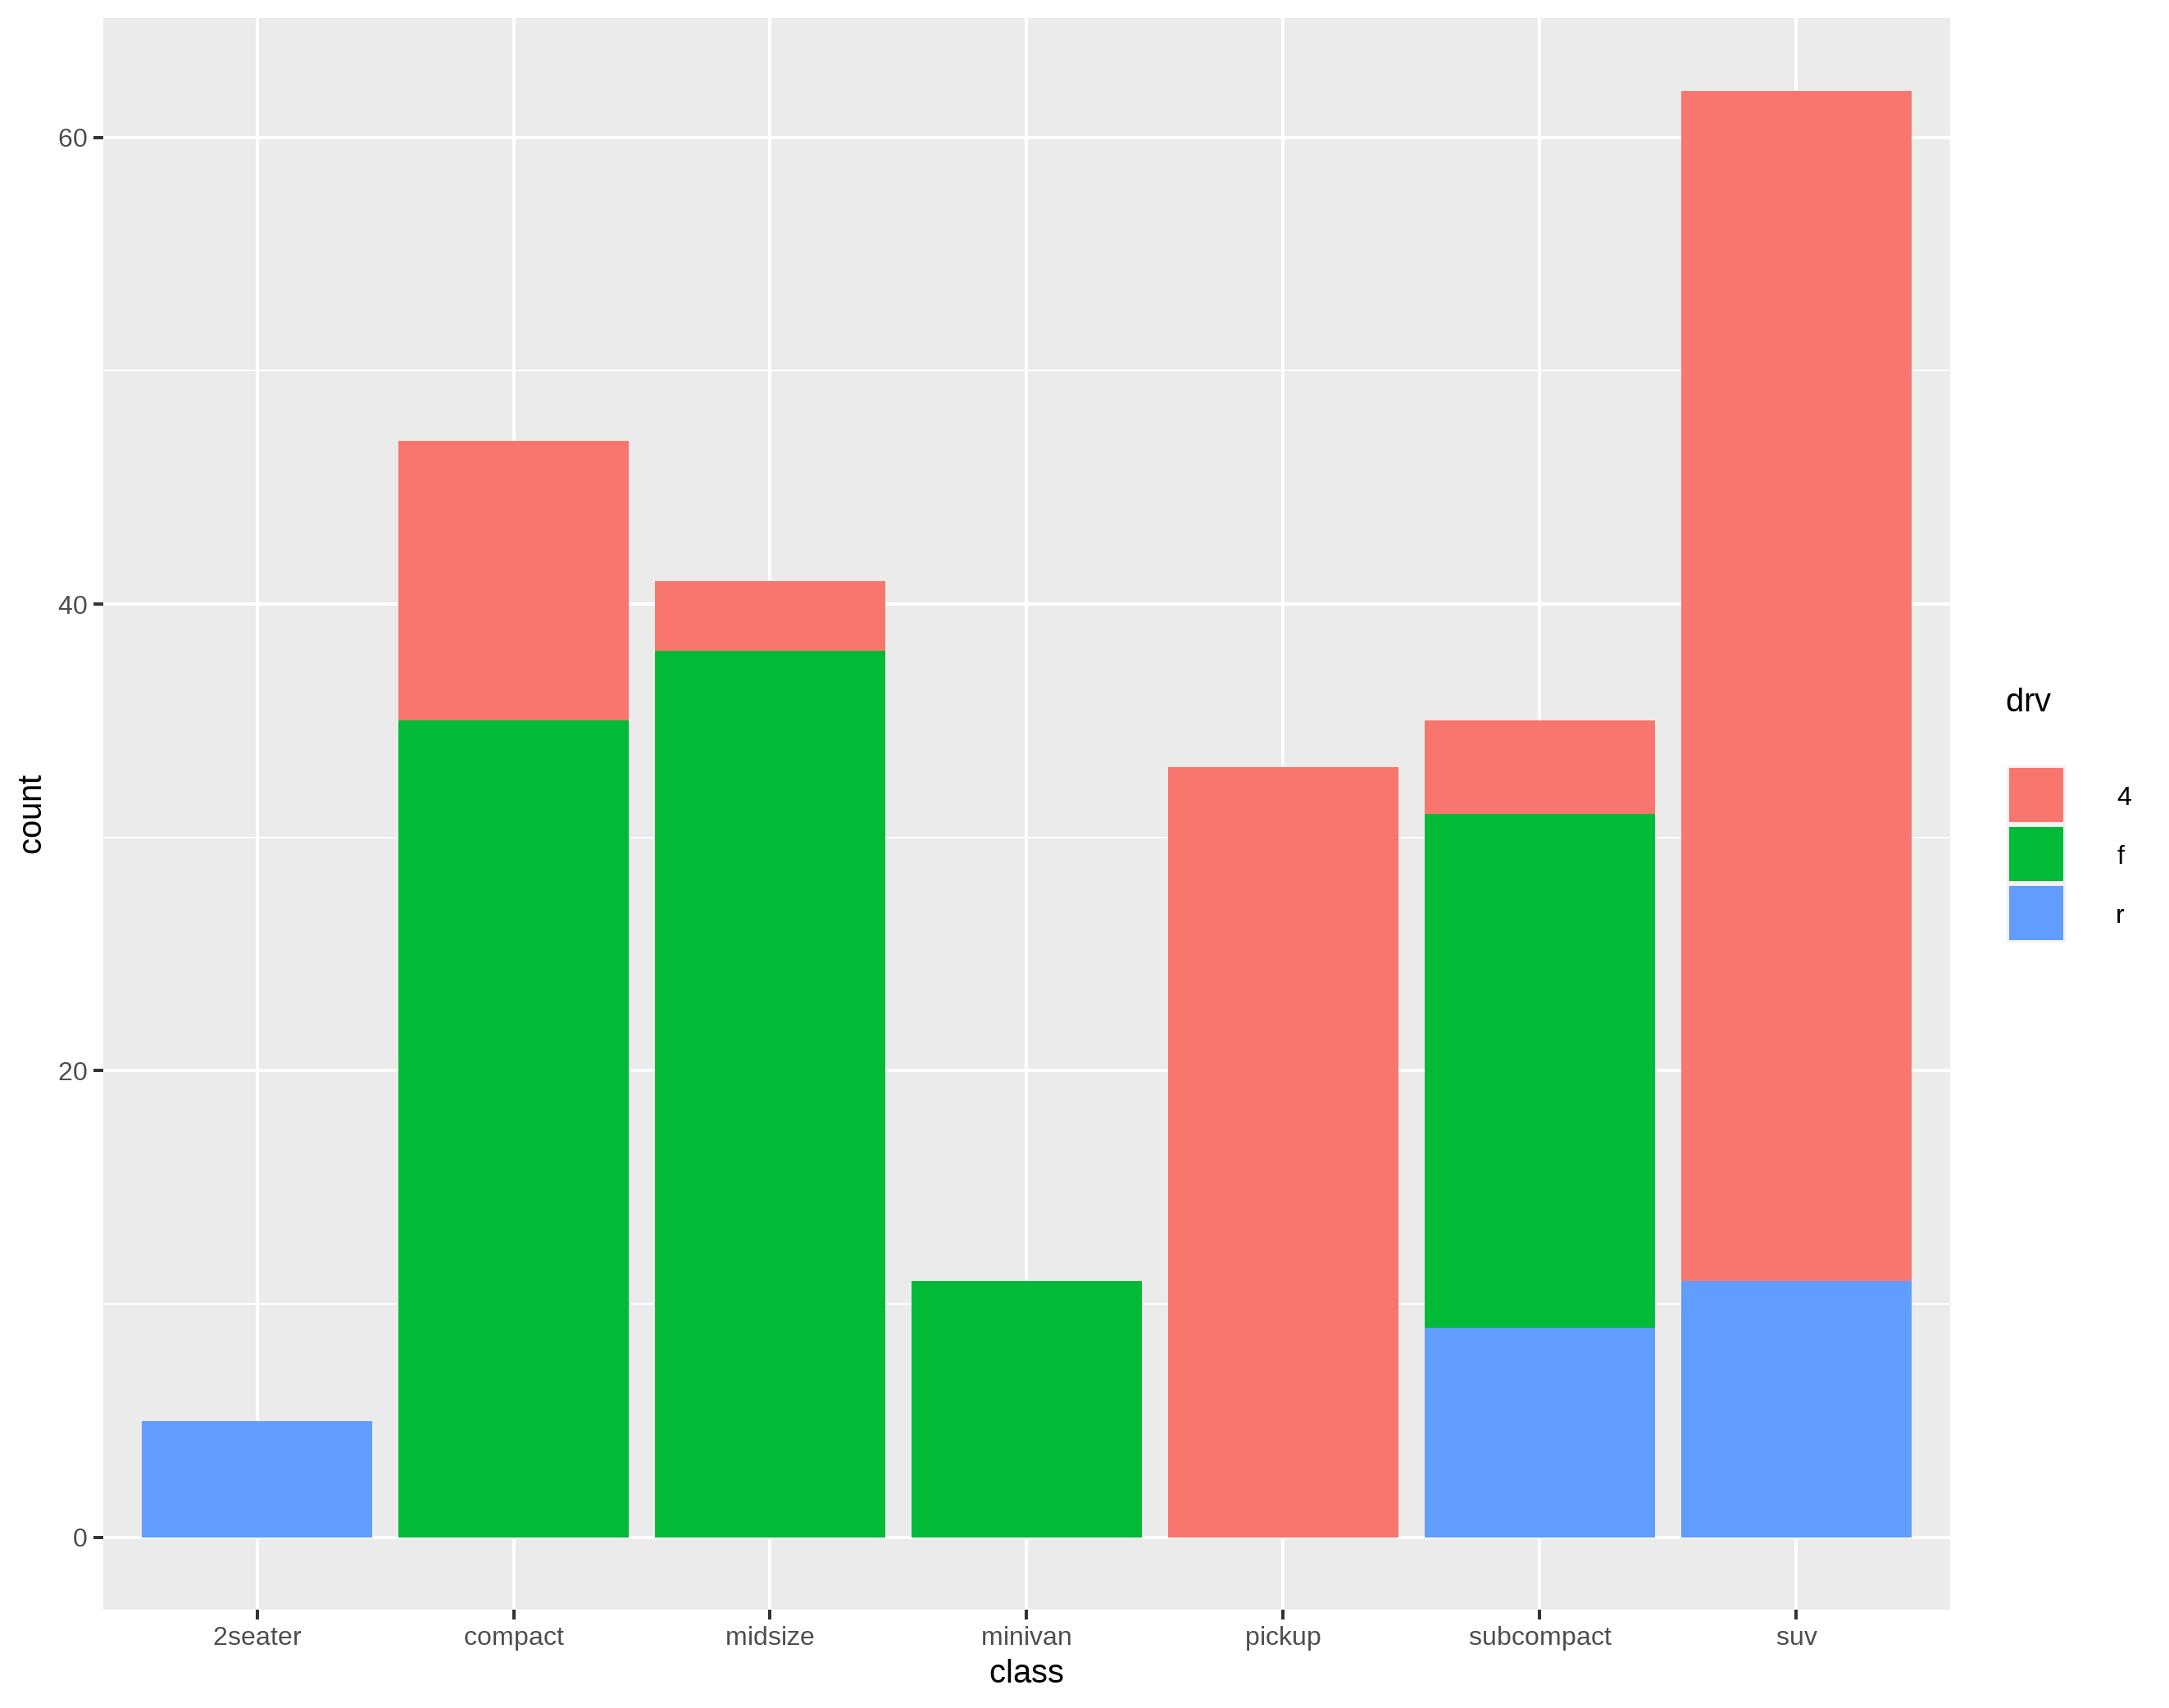 60
40
20
0
count
2seater compact midsize minivan pickup subcompact suv
class
drv
4
f
r